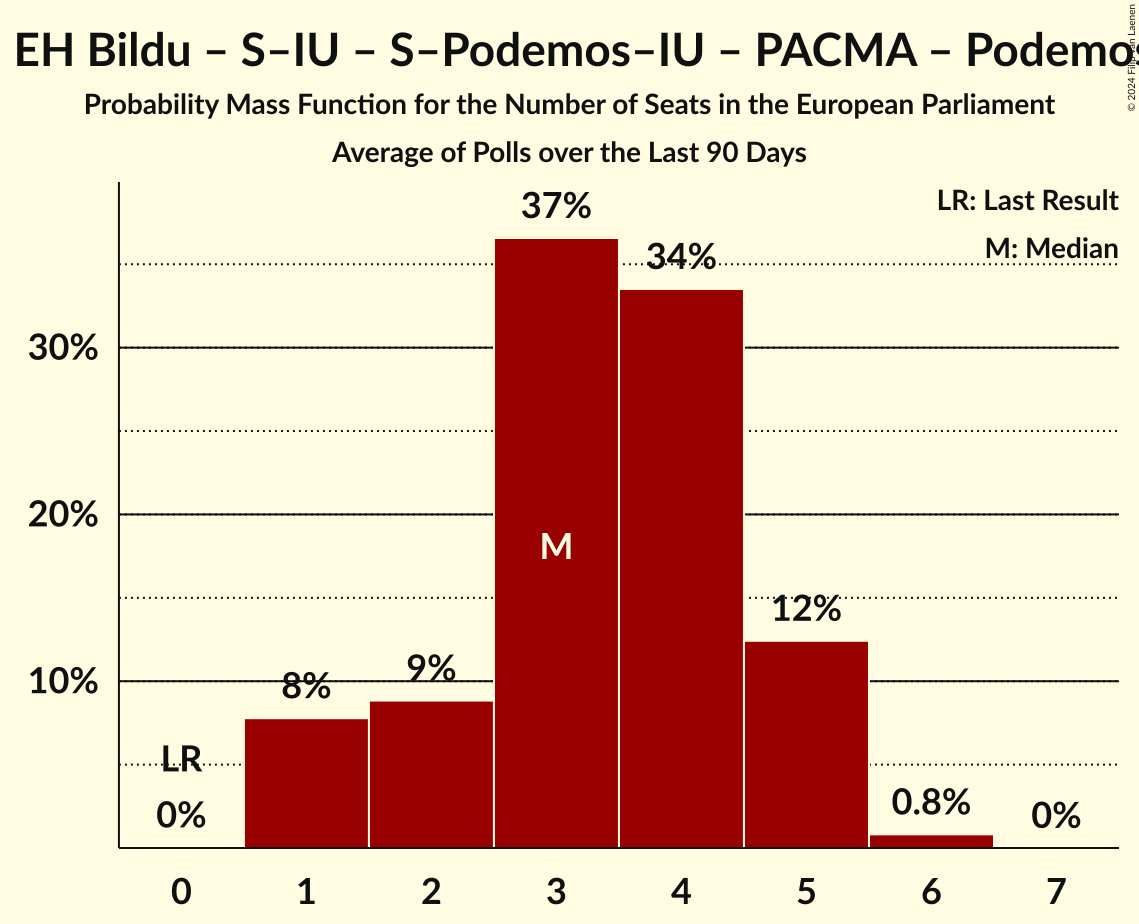 EH Bildu – S–IU – S–Podemos–IU – PACMA – Podemos
Probability Mass Function for the Number of Seats in the European Parliament
Average of Polls over the Last 90 Days
© 2024 Filip van Laenen
LR: Last Result
M: Median
37%
34%
30%
20%
M
12%
10%
9%
8%
LR
0%
0.8%
0%
0 1 2 3 4 5 6 7